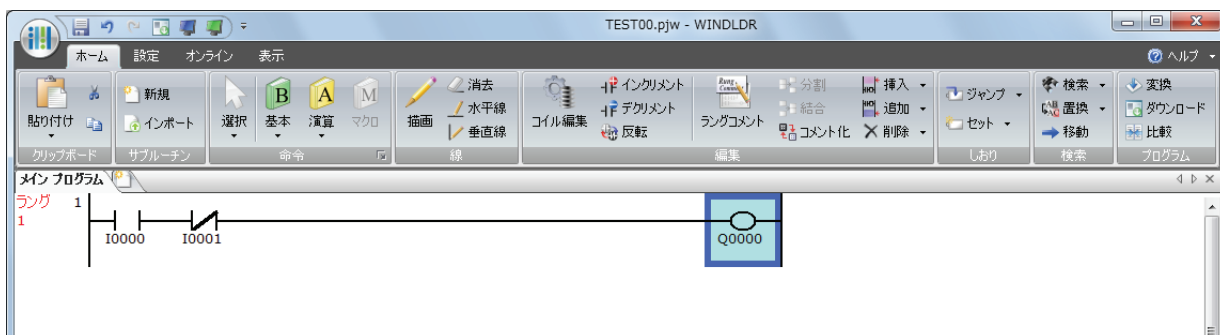 TEST00.pjw - WINDLDR
ホーム 設定 オンライン 表示 ヘルプ
貼り付け
クリップボード
新規
インポート
サブルーチン
選択 B 基本 A 演算 M マクロ
命令
描画
消去
水平線
垂直線
線
コイル編集
インクリメント
デクリメント
反転
Rung Comment
ラングコメント
分割
結合
コメント化
挿入
追加
削除
編集
ジャンプ
セット
しおり
検索
置換
移動
検索
変換
ダウンロード
比較
プログラム
メイン プログラム
ラング 1
1
I0000 I0001 Q0000